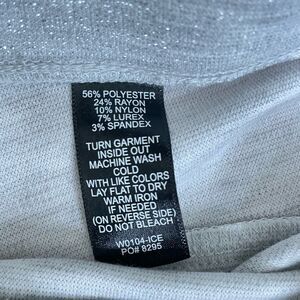 56% POLYESTER
24% RAYON
10% NYLON
7% LUREX
3% SPANDEX
TURN GARMENT
INSIDE OUT
MACHINE WASH
COLD
WITH LIKE COLORS
LAY FLAT TO DRY
WARM IRON
IF NEEDED
(ON REVERSE SIDE)
DO NOT BLEACH
W0104-ICE
PO# 8295